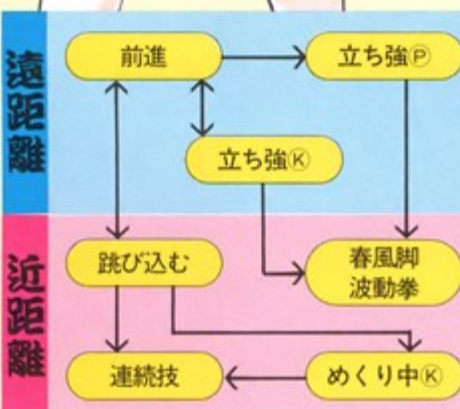 遠距離
前進
立ち強Ⓟ
立ち強Ⓚ
近距離
跳び込む
春風脚
波動拳
連続技
めくり中Ⓚ